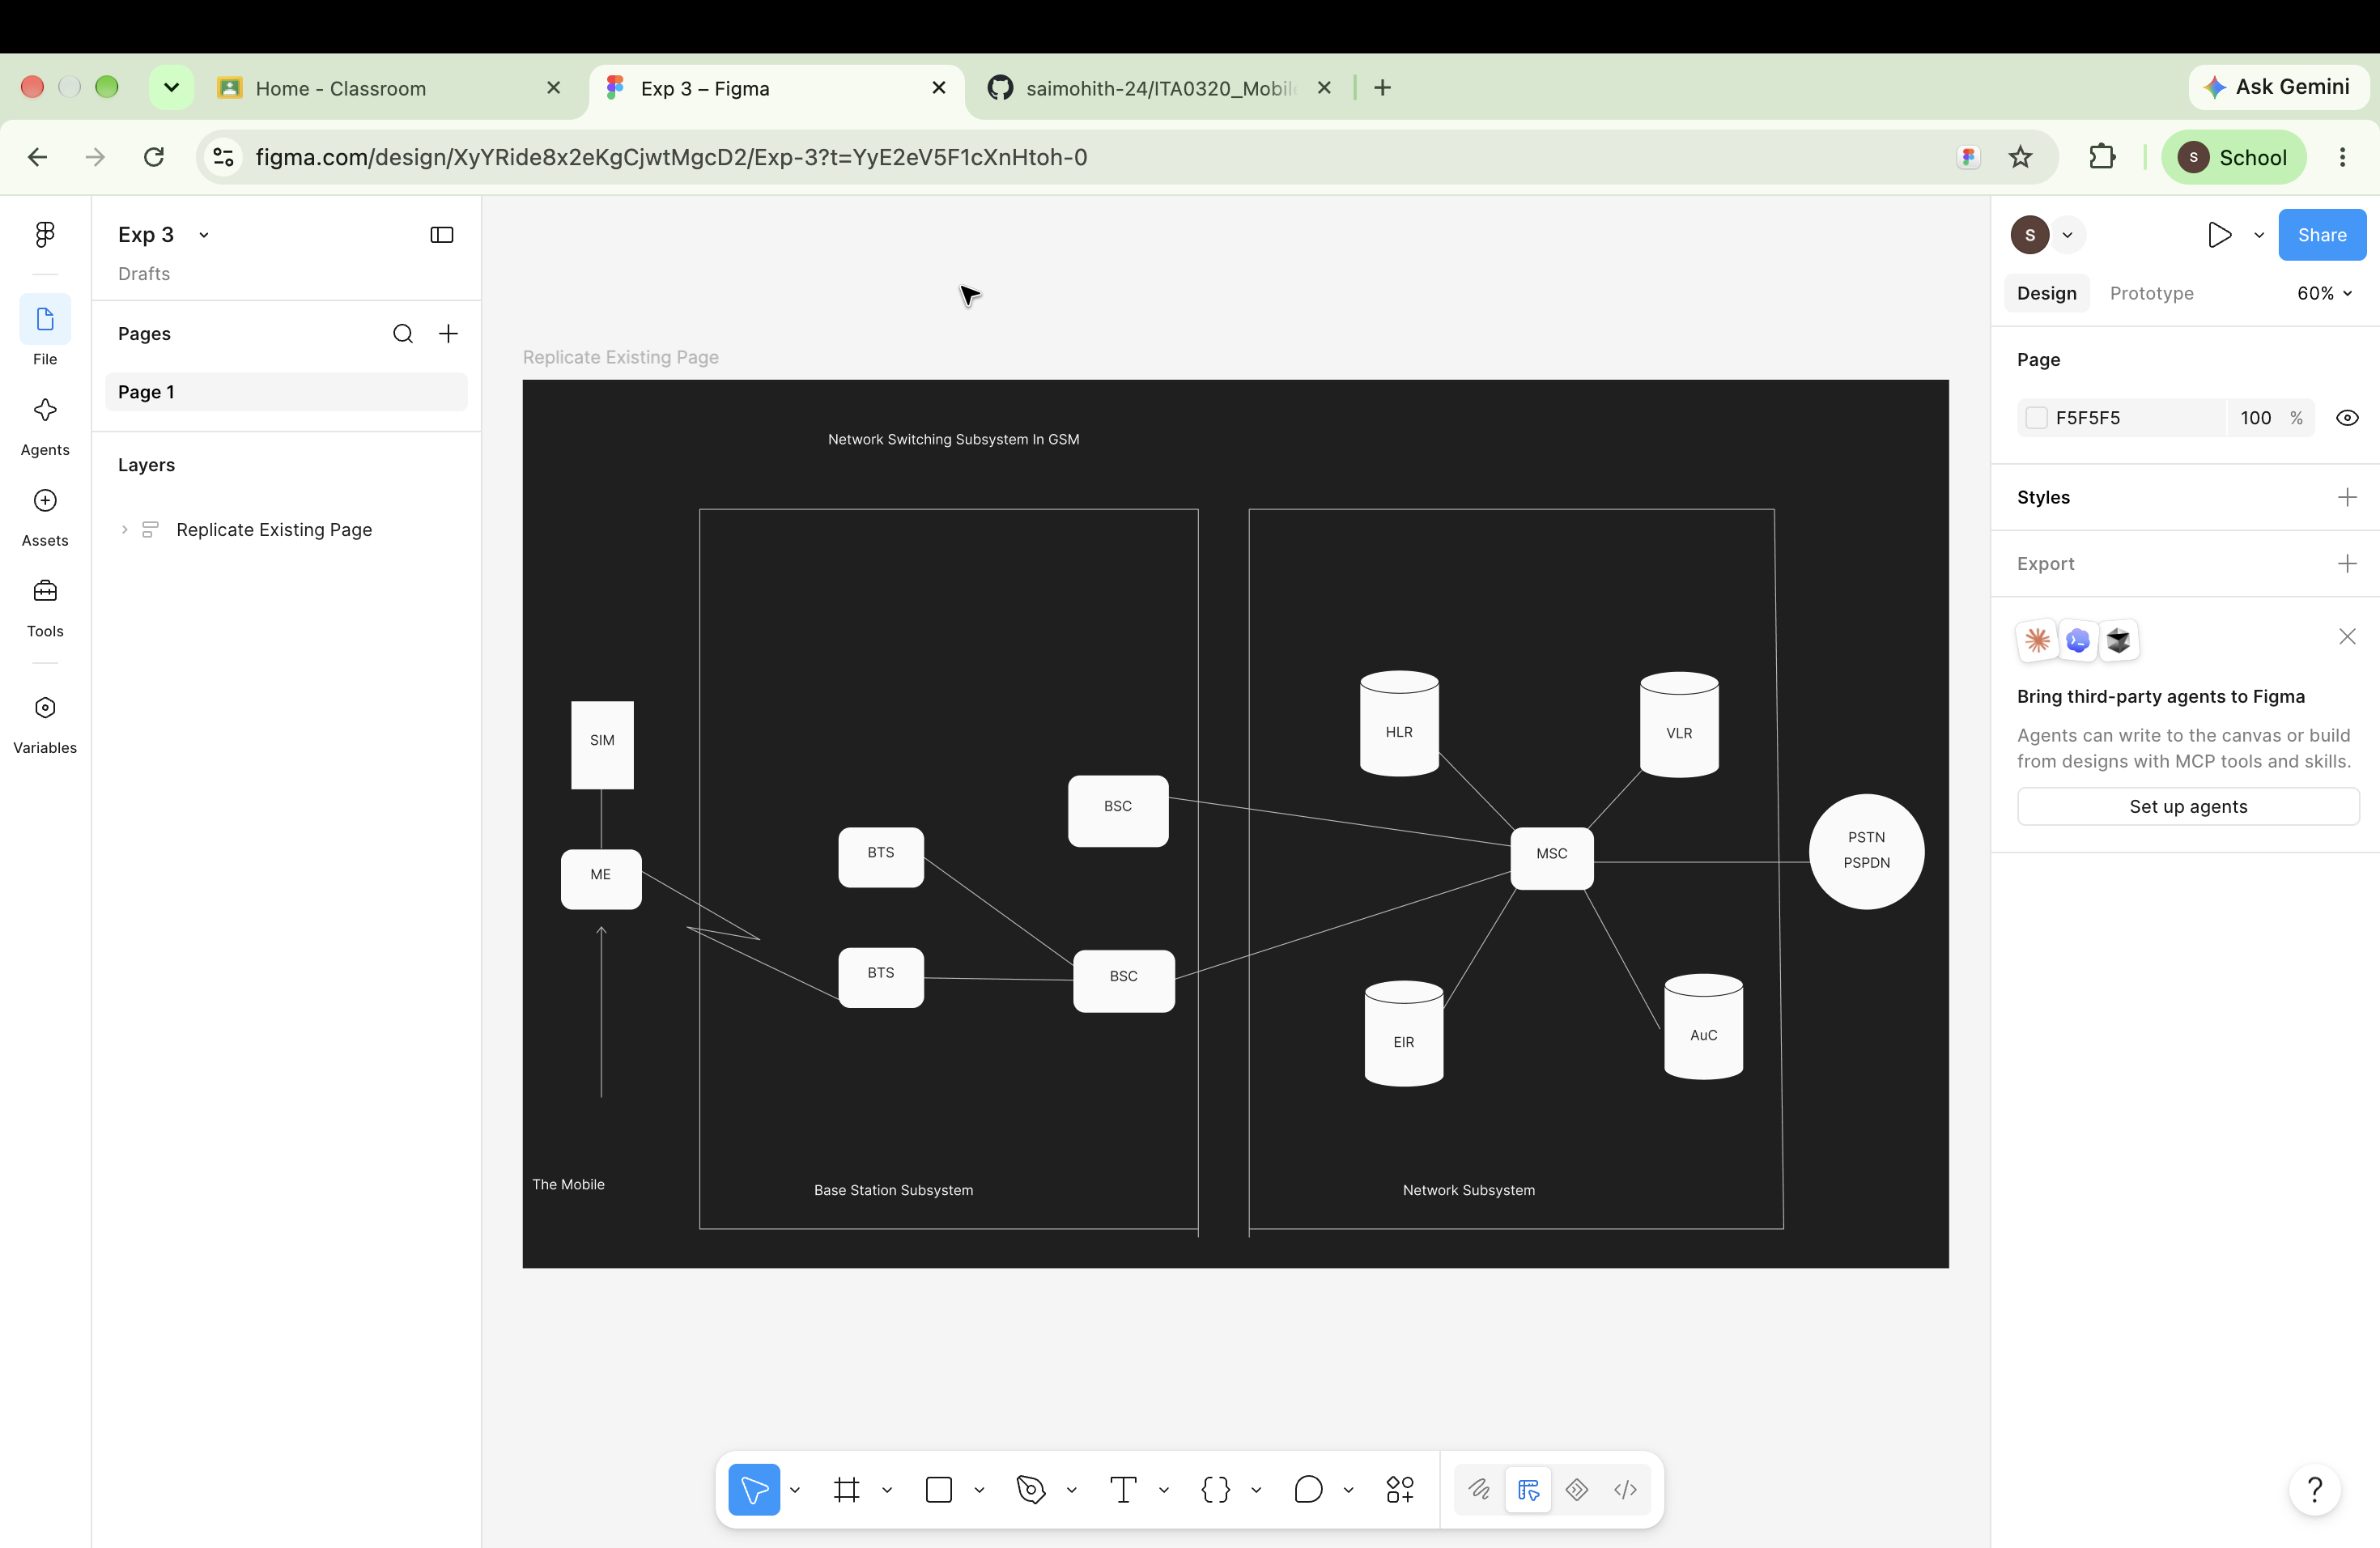 Home - Classroom
Exp 3 – Figma
saimohith-24/ITA0320_Mobil
Ask Gemini
figma.com/design/XyYRide8x2eKgCjwtMgcD2/Exp-3?t=YyE2eV5F1cXnHtoh-0
S
School
File
Agents
Assets
Tools
Variables
Exp 3
Drafts
Pages
Page 1
Layers
Replicate Existing Page
Replicate Existing Page
Network Switching Subsystem In GSM
SIM
ME
The Mobile
BTS
BTS
BSC
BSC
Base Station Subsystem
HLR
VLR
MSC
EIR
AuC
Network Subsystem
PSTN
PSPDN
S
Share
Design
Prototype
60%
Page
F5F5F5
100
%
Styles
Export
Bring third-party agents to Figma
Agents can write to the canvas or build
from designs with MCP tools and skills.
Set up agents
?